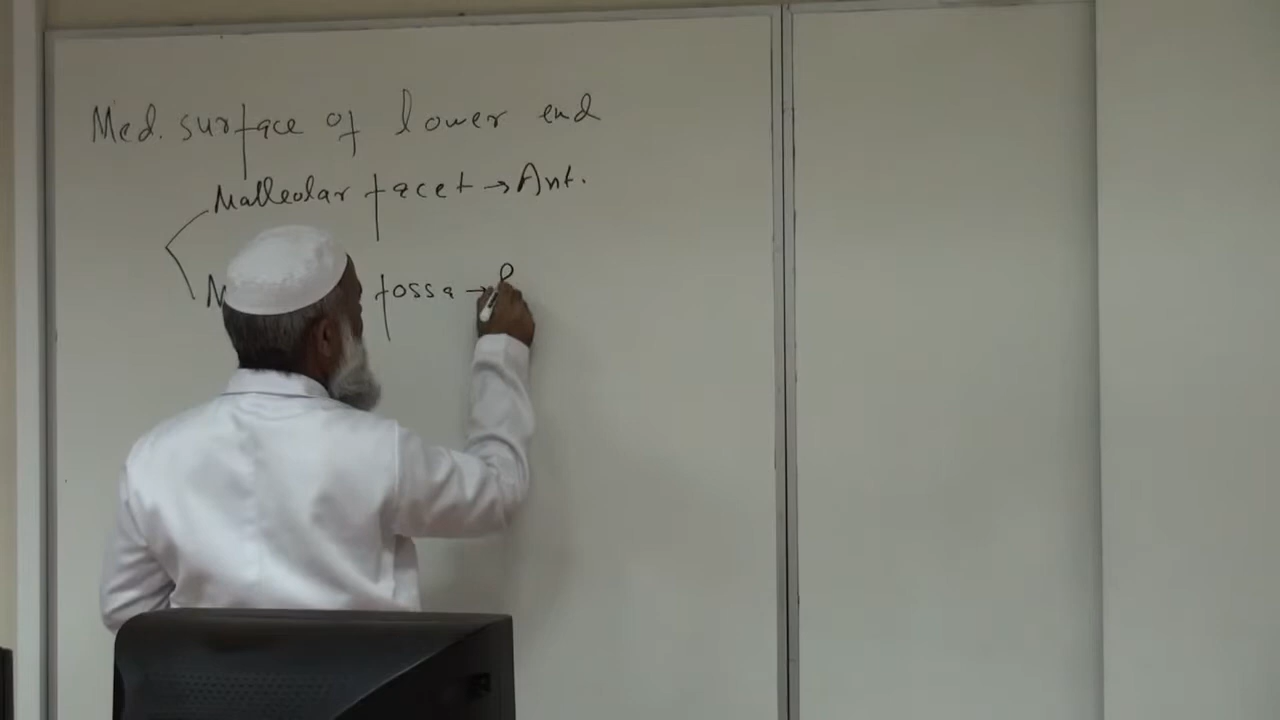 Med. surface of lower end
Malleolar facet → Ant.
fossa →